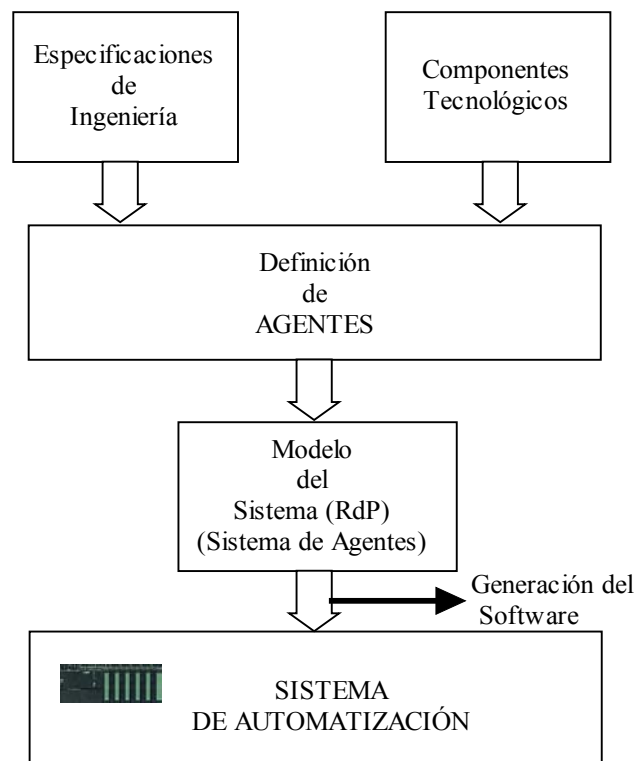 Especificaciones
de
Ingeniería
Componentes
Tecnológicos
Definición
de
AGENTES
Modelo
del
Sistema (RdP)
(Sistema de Agentes)
Generación del
Software
SISTEMA
DE AUTOMATIZACIÓN